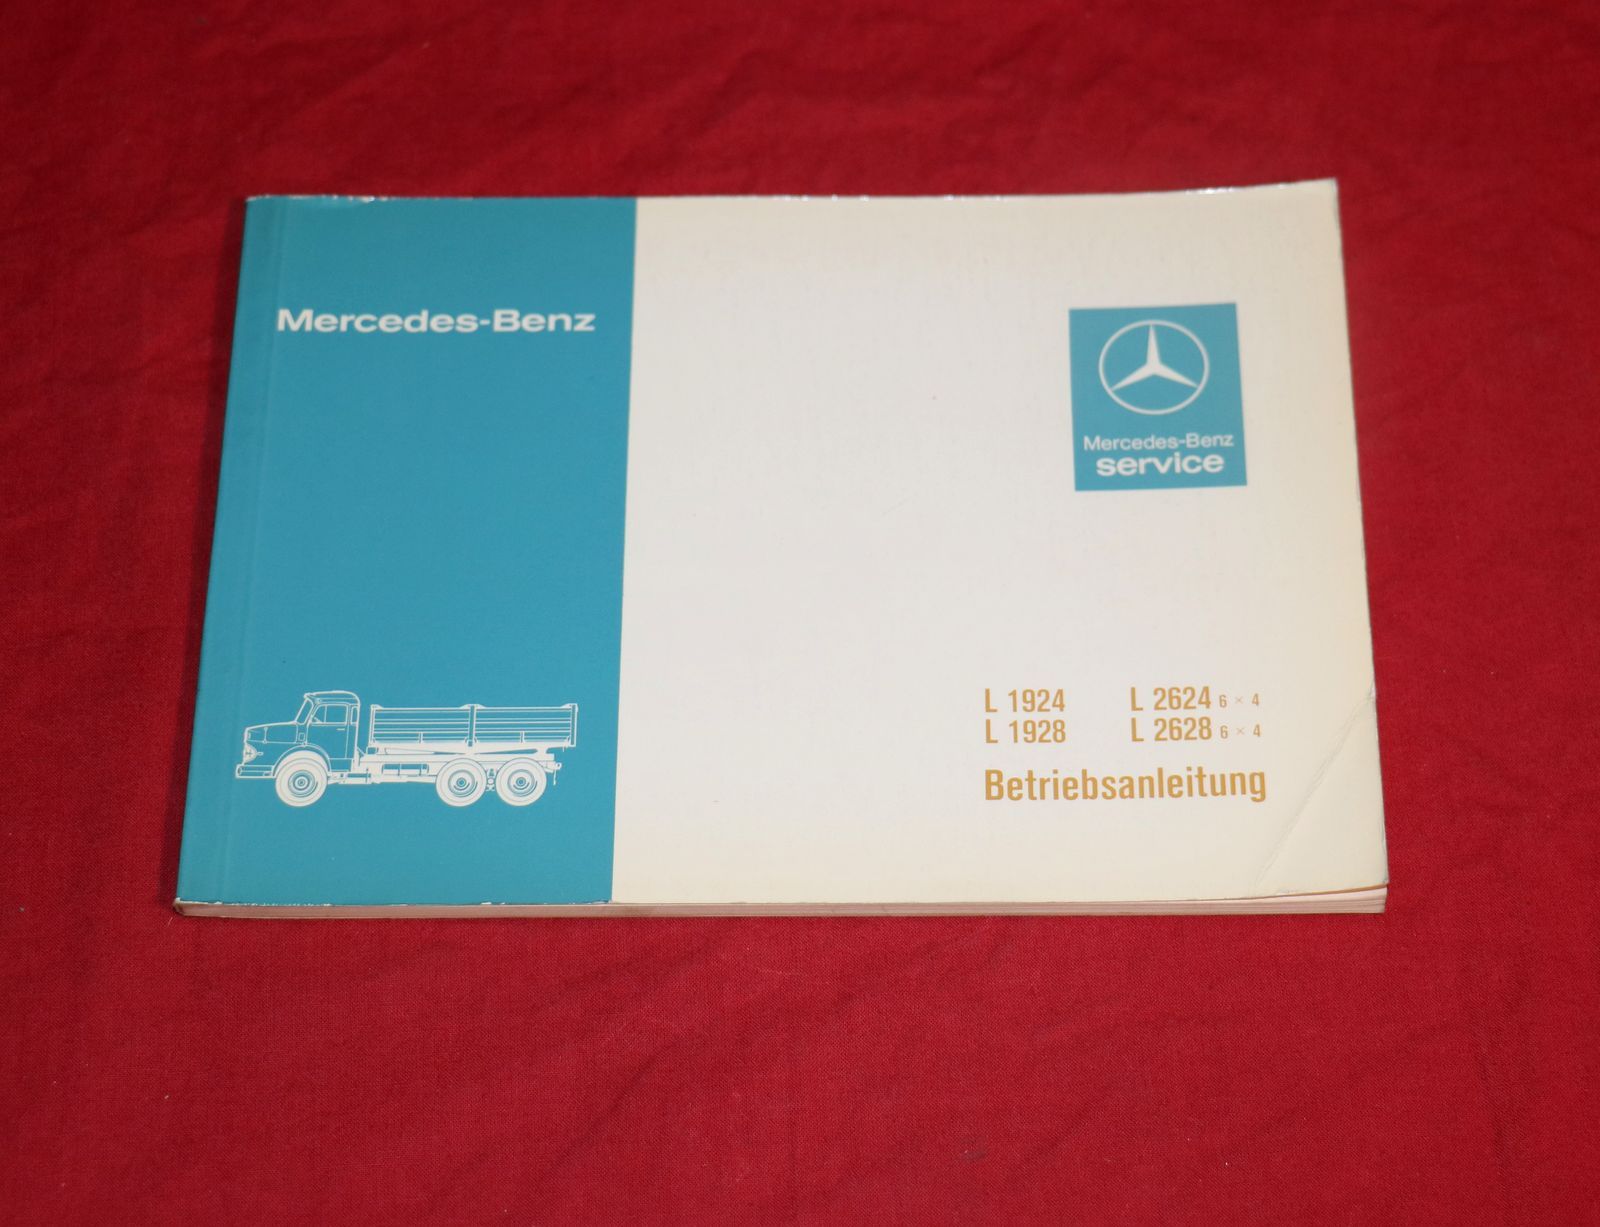 Mercedes-Benz
Mercedes-Benz
service
L 1924 L 2624 6 × 4
L 1928 L 2628 6 × 4
Betriebsanleitung